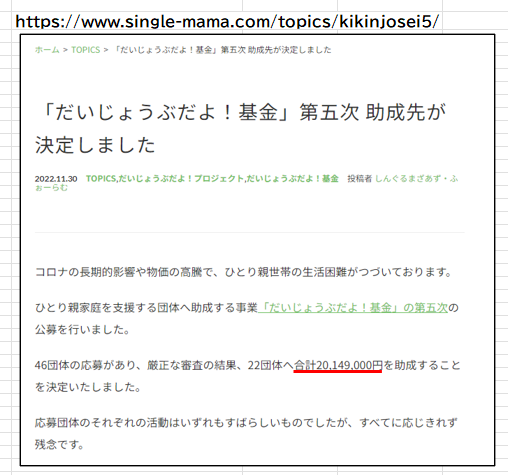 https://www.single-mama.com/topics/kikinjosei5/
ホーム > TOPICS > 「だいじょうぶだよ！基金」第五次 助成先が決定しました
「だいじょうぶだよ！基金」第五次 助成先が
決定しました
2022.11.30 TOPICS,だいじょうぶだよ！プロジェクト,だいじょうぶだよ！基金 投稿者 しんぐるまざあず・ふ
ぉーらむ
コロナの長期的影響や物価の高騰で、ひとり親世帯の生活困難がつづいております。
ひとり親家庭を支援する団体へ助成する事業「だいじょうぶだよ！基金」の第五次の
公募を行いました。
46団体の応募があり、厳正な審査の結果、22団体へ合計20,149,000円を助成すること
を決定いたしました。
応募団体のそれぞれの活動はいずれもすばらしいものでしたが、すべてに応じきれず
残念です。